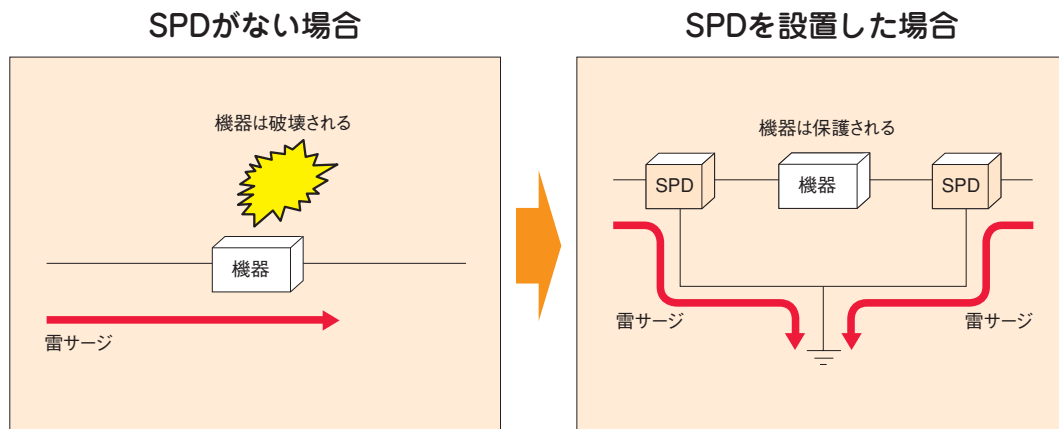 SPDがない場合
機器は破壊される
機器
雷サージ
SPDを設置した場合
機器は保護される
SPD
機器
SPD
雷サージ
雷サージ